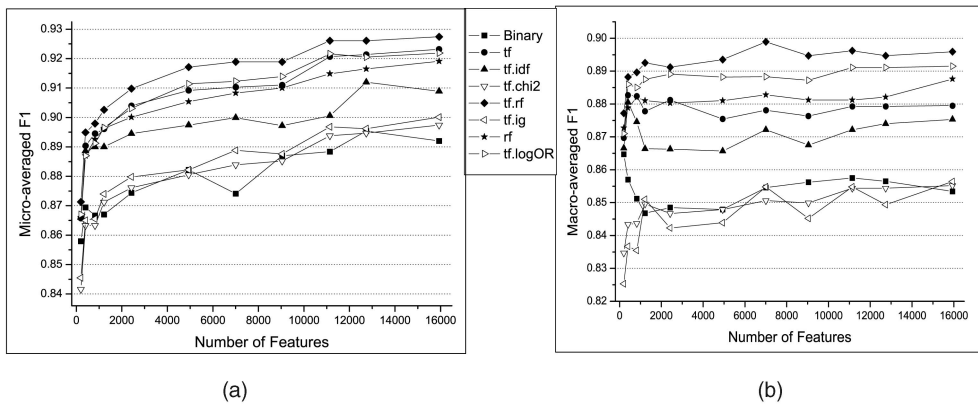 0.93
0.92
0.91
0.90
0.89
0.88
0.87
0.86
0.85
0.84
Micro-averaged F1
0 2000 4000 6000 8000 10000 12000 14000 16000
Number of Features
Binary
tf
tf.idf
tf.chi2
tf.rf
tf.ig
rf
tf.logOR
0.90
0.89
0.88
0.87
0.86
0.85
0.84
0.83
0.82
Macro-averaged F1
0 2000 4000 6000 8000 10000 12000 14000 16000
Number of Features
(a)
(b)